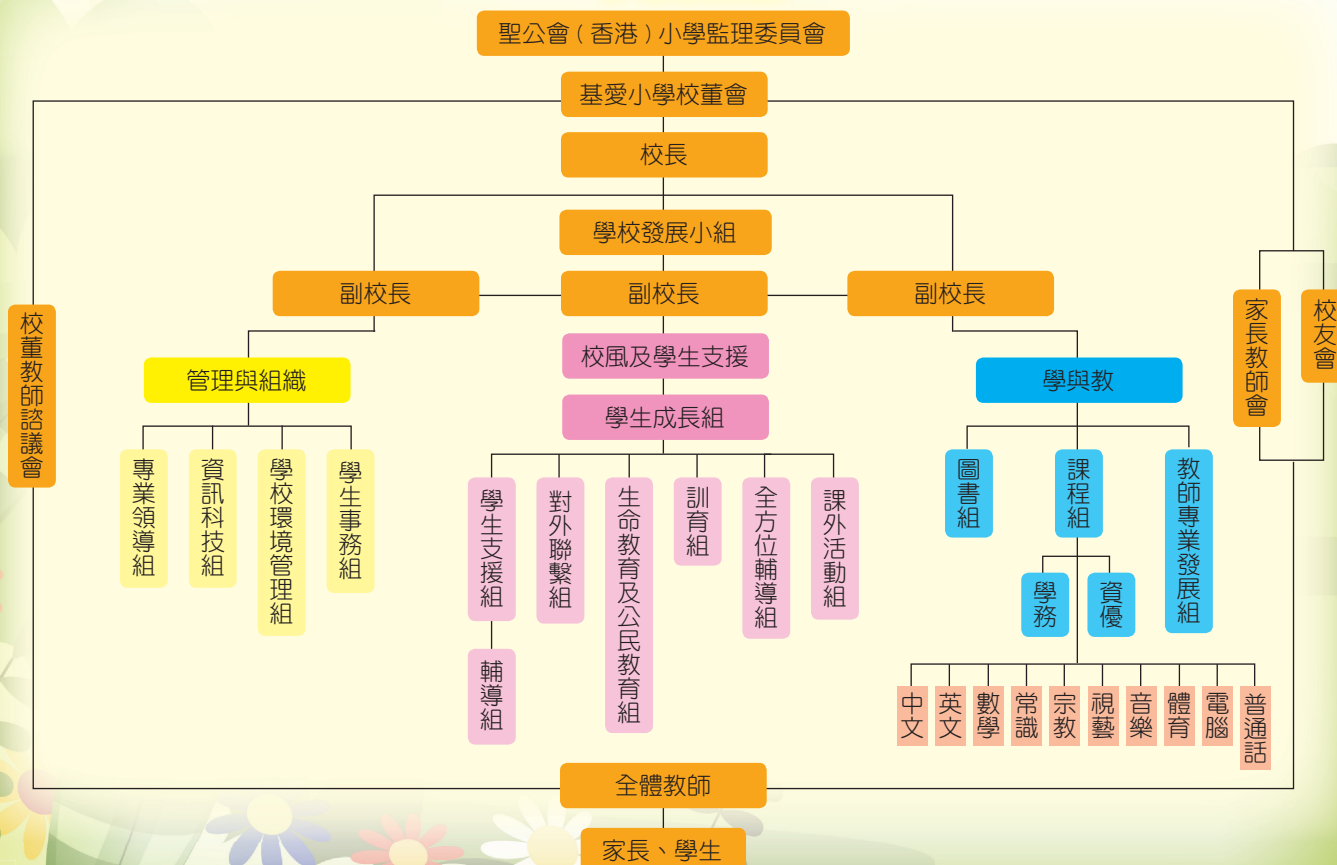 聖公會(香港)小學監理委員會
基愛小學校董會
校長
學校發展小組
副校長
副校長
副校長
校董教師諮議會
家長教師會
校友會
管理與組織
專業領導組
資訊科技組
學校環境管理組
學生事務組
校風及學生支援
學生成長組
學生支援組
輔導組
對外聯繫組
生命教育及公民教育組
訓育組
全方位輔導組
課外活動組
學與教
圖書組
課程組
教師專業發展組
學務
資優
中文
英文
數學
常識
宗教
視藝
音樂
體育
電腦
普通話
全體教師
家長、學生